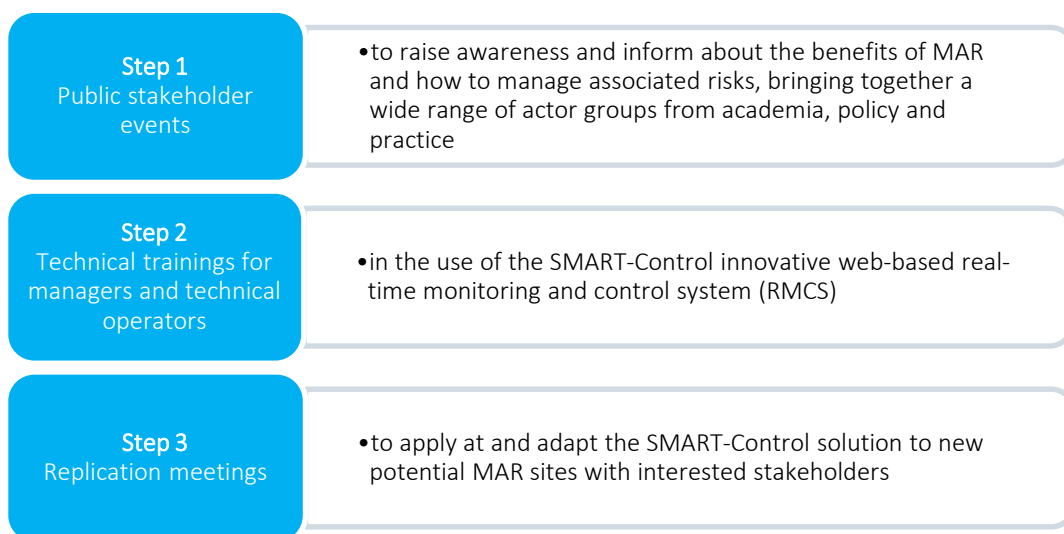 Step 1
Public stakeholder
events
•to raise awareness and inform about the benefits of MAR
and how to manage associated risks, bringing together a
wide range of actor groups from academia, policy and
practice
Step 2
Technical trainings for
managers and technical
operators
•in the use of the SMART-Control innovative web-based real-
time monitoring and control system (RMCS)
Step 3
Replication meetings
•to apply at and adapt the SMART-Control solution to new
potential MAR sites with interested stakeholders